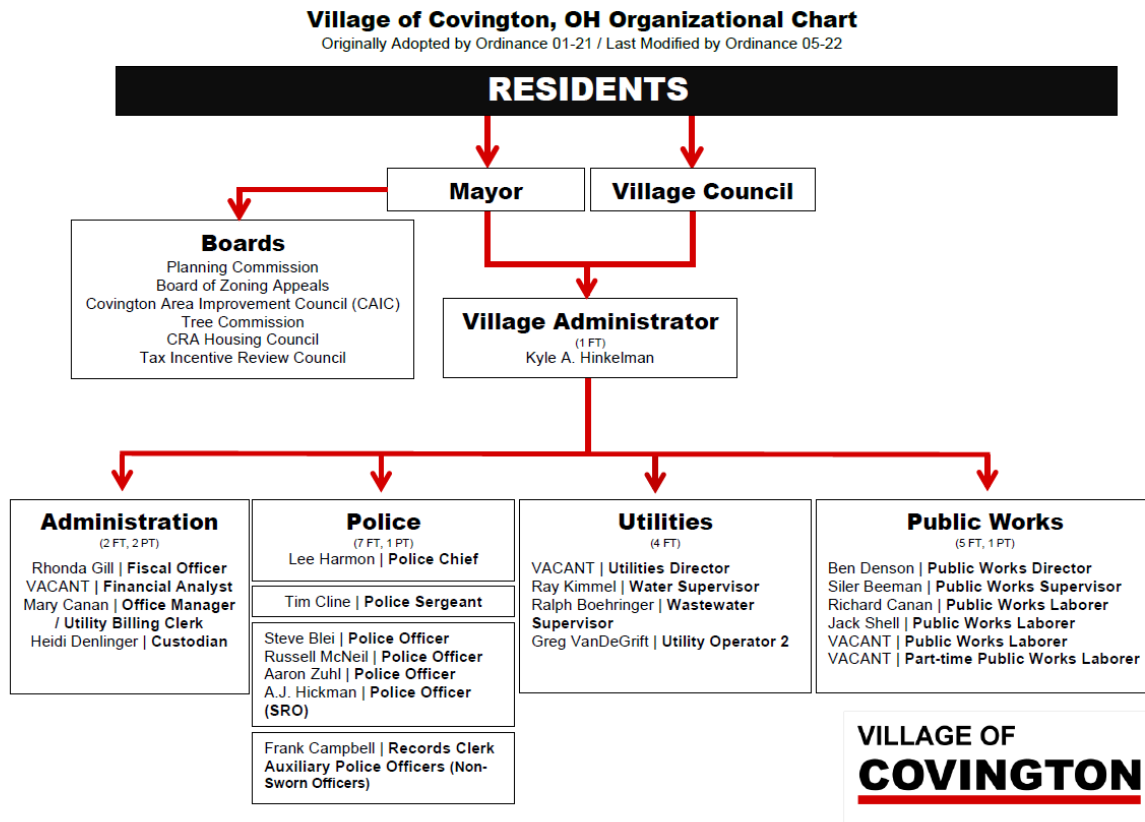 Village of Covington, OH Organizational Chart
Originally Adopted by Ordinance 01-21 / Last Modified by Ordinance 05-22
RESIDENTS
Mayor
Village Council
Boards
Planning Commission
Board of Zoning Appeals
Covington Area Improvement Council (CAIC)
Tree Commission
CRA Housing Council
Tax Incentive Review Council
Village Administrator
(1 FT)
Kyle A. Hinkelman
Administration
(2 FT, 2 PT)
Rhonda Gill | Fiscal Officer
VACANT | Financial Analyst
Mary Canan | Office Manager
/ Utility Billing Clerk
Heidi Denlinger | Custodian
Police
(7 FT, 1 PT)
Lee Harmon | Police Chief
Tim Cline | Police Sergeant
Steve Blei | Police Officer
Russell McNeil | Police Officer
Aaron Zuhl | Police Officer
A.J. Hickman | Police Officer
(SRO)
Frank Campbell | Records Clerk
Auxiliary Police Officers (Non-
Sworn Officers)
Utilities
(4 FT)
VACANT | Utilities Director
Ray Kimmel | Water Supervisor
Ralph Boehringer | Wastewater
Supervisor
Greg VanDeGrift | Utility Operator 2
Public Works
(5 FT, 1 PT)
Ben Denson | Public Works Director
Siler Beeman | Public Works Supervisor
Richard Canan | Public Works Laborer
Jack Shell | Public Works Laborer
VACANT | Public Works Laborer
VACANT | Part-time Public Works Laborer
VILLAGE OF
COVINGTON